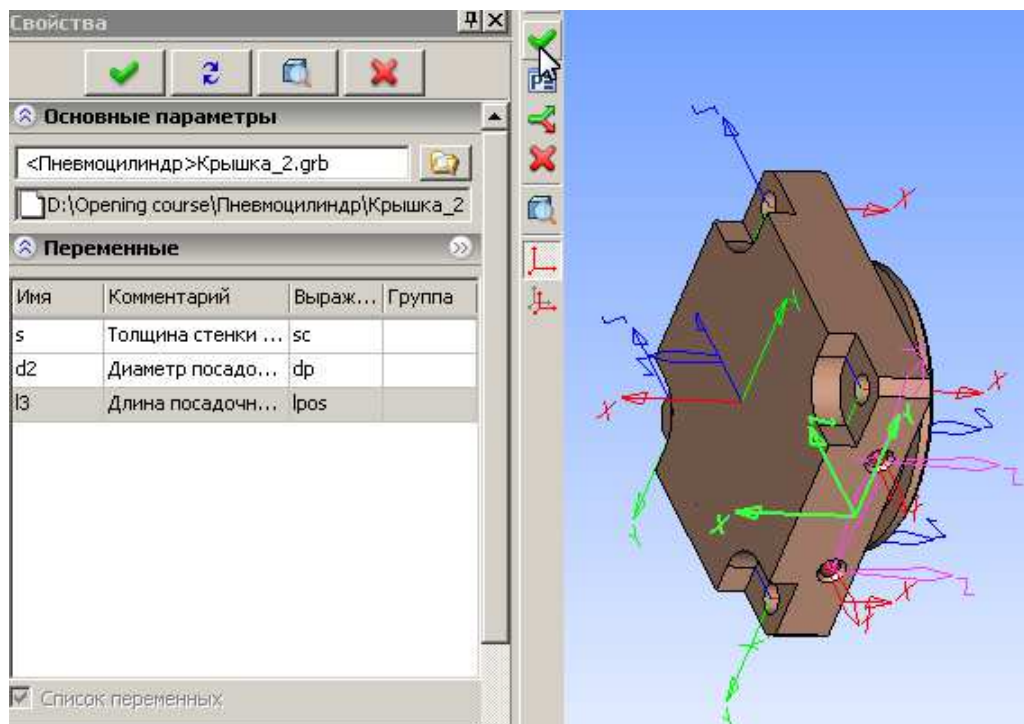 Свойства
Основные параметры
<Пневмоцилиндр>Крышка_2.grb
D:\Opening course\Пневмоцилиндр\Крышка_2
Переменные
Имя Комментарий Выраж... Группа
s Толщина стенки ... sc
d2 Диаметр посадо... dp
l3 Длина посадочн... lpos
Список переменных
X
X
X
X
Y
Y
Y
Y
Z
Z
Z
Z
X
X
X